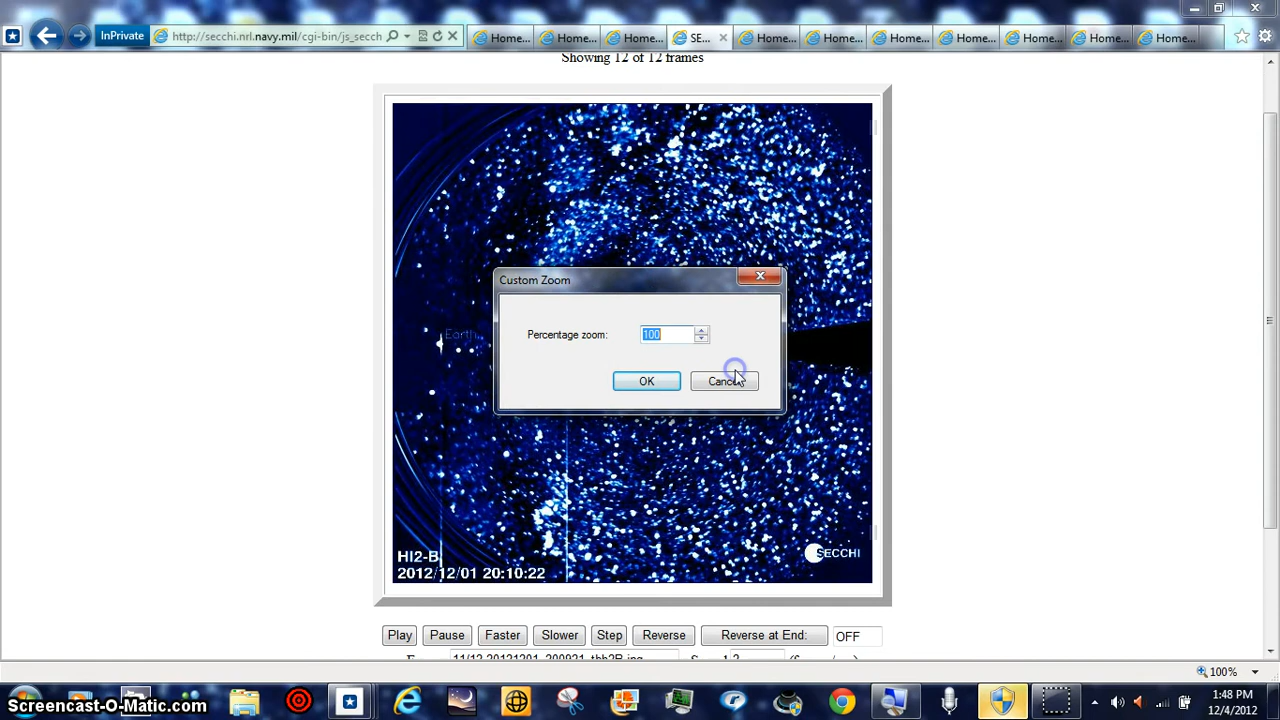 InPrivate
http://secchi.nrl.navy.mil/cgi-bin/js_secch
Home...
Home...
Home...
SE...
Home...
Home...
Home...
Home...
Home...
Home...
Home...
Showing 12 of 12 frames
Earth
Custom Zoom
Percentage zoom:
100
OK
Cancel
HI2-B
2012/12/01 20:10:22
SECCHI
Play
Pause
Faster
Slower
Step
Reverse
Reverse at End:
OFF
100%
Screencast-O-Matic.com
1:48 PM
12/4/2012